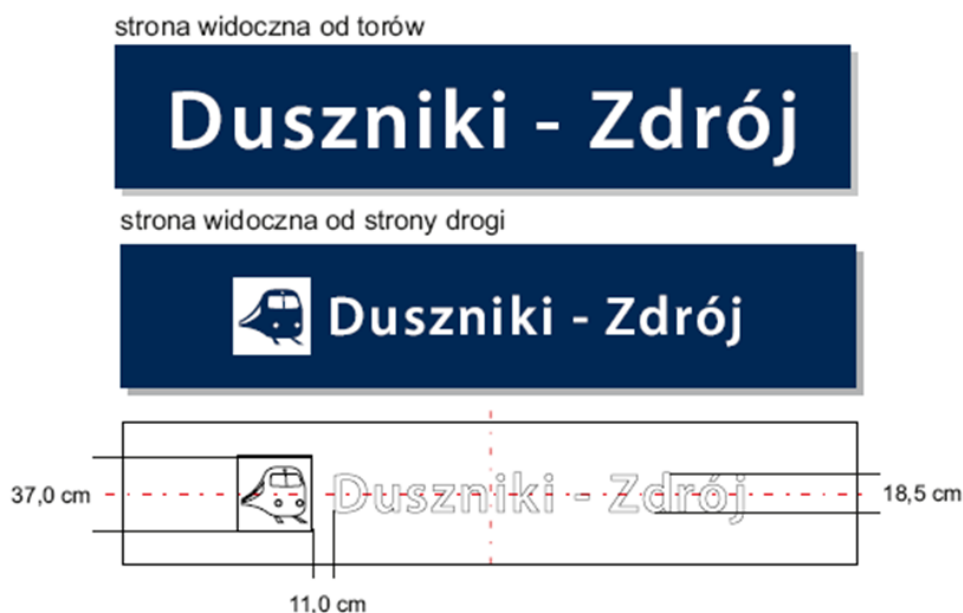 strona widoczna od torów
Duszniki - Zdrój
strona widoczna od strony drogi
Duszniki - Zdrój
37,0 cm
Duszniki - Zdrój
18,5 cm
11,0 cm